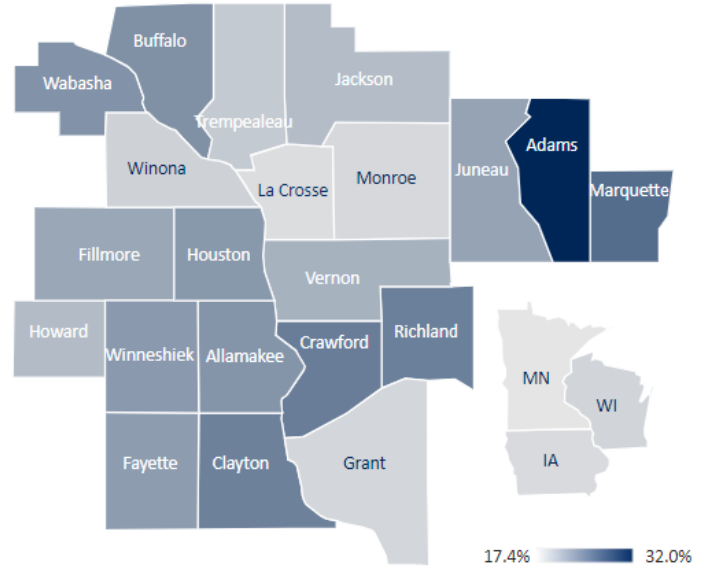 Buffalo
Wabasha
Jackson
Trempealeau
Adams
Winona
Juneau
La Crosse
Monroe
Marquette
Fillmore
Houston
Vernon
Howard
Richland
Crawford
Winneshiek
Allamakee
MN
WI
Fayette
Clayton
Grant
IA
17.4%
32.0%